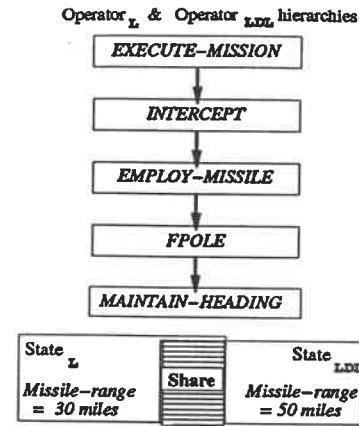 Operator L & Operator LDL hierarchies
EXECUTE-MISSION
INTERCEPT
EMPLOY-MISSILE
FPOLE
MAINTAIN-HEADING
State L
Missile-range
= 30 miles
Share
State LDL
Missile-range
= 50 miles